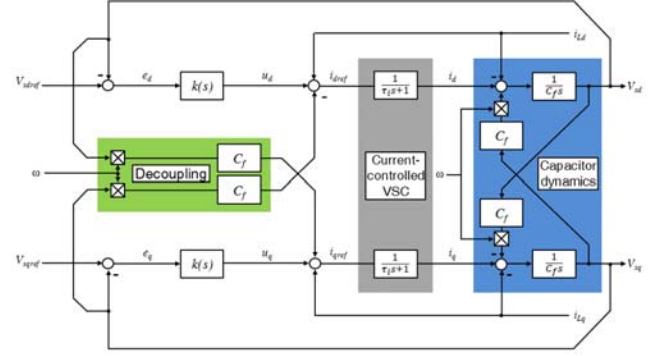 i_Ld
V_sdref - e_d k(s) u_d - i_dref 1/(τ_i s+1) i_d - 1/(C_f s) V_sd
C_f
Decoupling
C_f
ω
Current-
controlled
VSC
ω
C_f
Capacitor
dynamics
C_f
V_sqref - e_q k(s) u_q i_qref 1/(τ_i s+1) i_q - - 1/(C_f s) V_sq
i_Lq